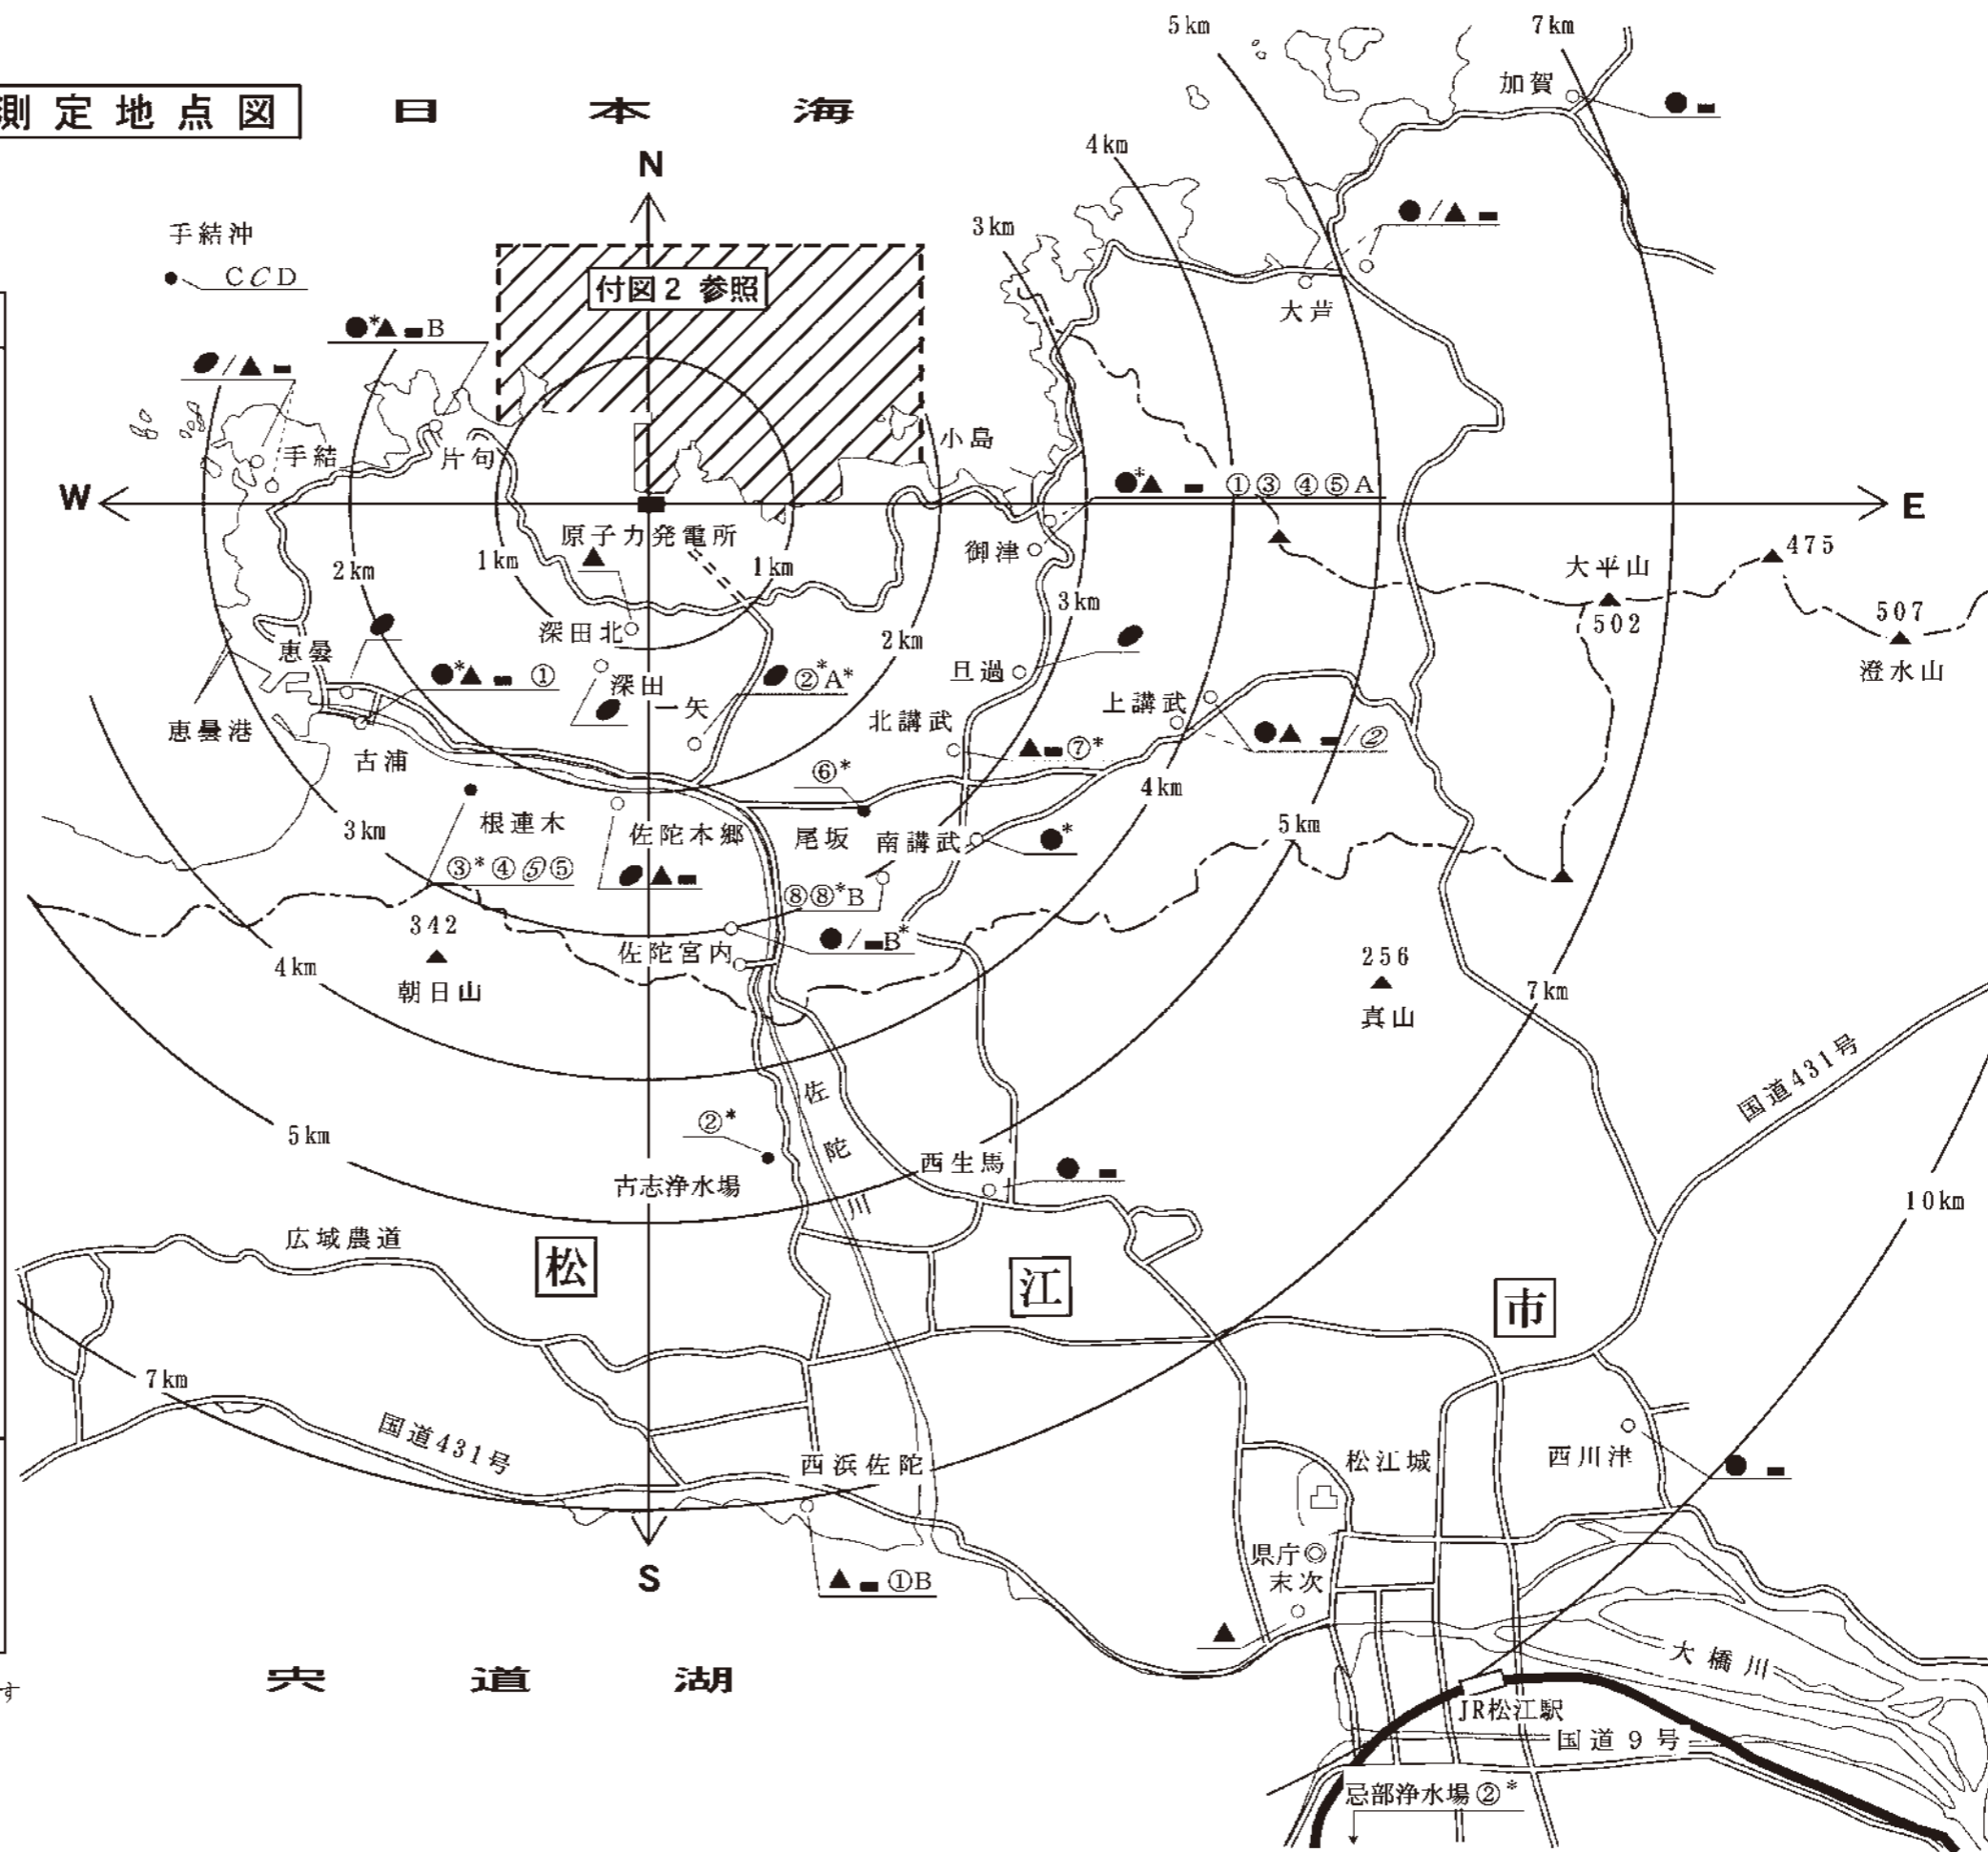 測定地点図
日本海
5km
7km
加賀
●▬
4km
N
3km
●/▲▬
手結沖
CCD
付図2 参照
大芦
●*▲▬B
/▲▬
小島
手結
片句
●*▲▬①③④⑤A
W
E
原子力発電所
▲
御津
475
1km
1km
2km
大平山
3km
502
507
深田北
2km
澄水山
恵曇
旦過
●*▲▬①
深田
②*A*
上講武
一矢
北講武
恵曇港
●▲▬/②
古浦
▲▬⑦*
⑥*
4km
3km
根連木
佐陀本郷
尾坂
南講武
5km
●*
③*④⑤⑤
▲▬
⑧⑧*B
342
佐陀宮内
●/▬B*
256
4km
朝日山
7km
真山
佐陀川
国道431号
②*
5km
西生馬
●▬
古志浄水場
10km
広域農道
松
江
市
7km
国道431号
西浜佐陀
松江城
西川津
●▬
県庁◎
S
▲▬①B
末次
▲
宍道湖
大橋川
す
JR松江駅
国道9号
忌部浄水場②*